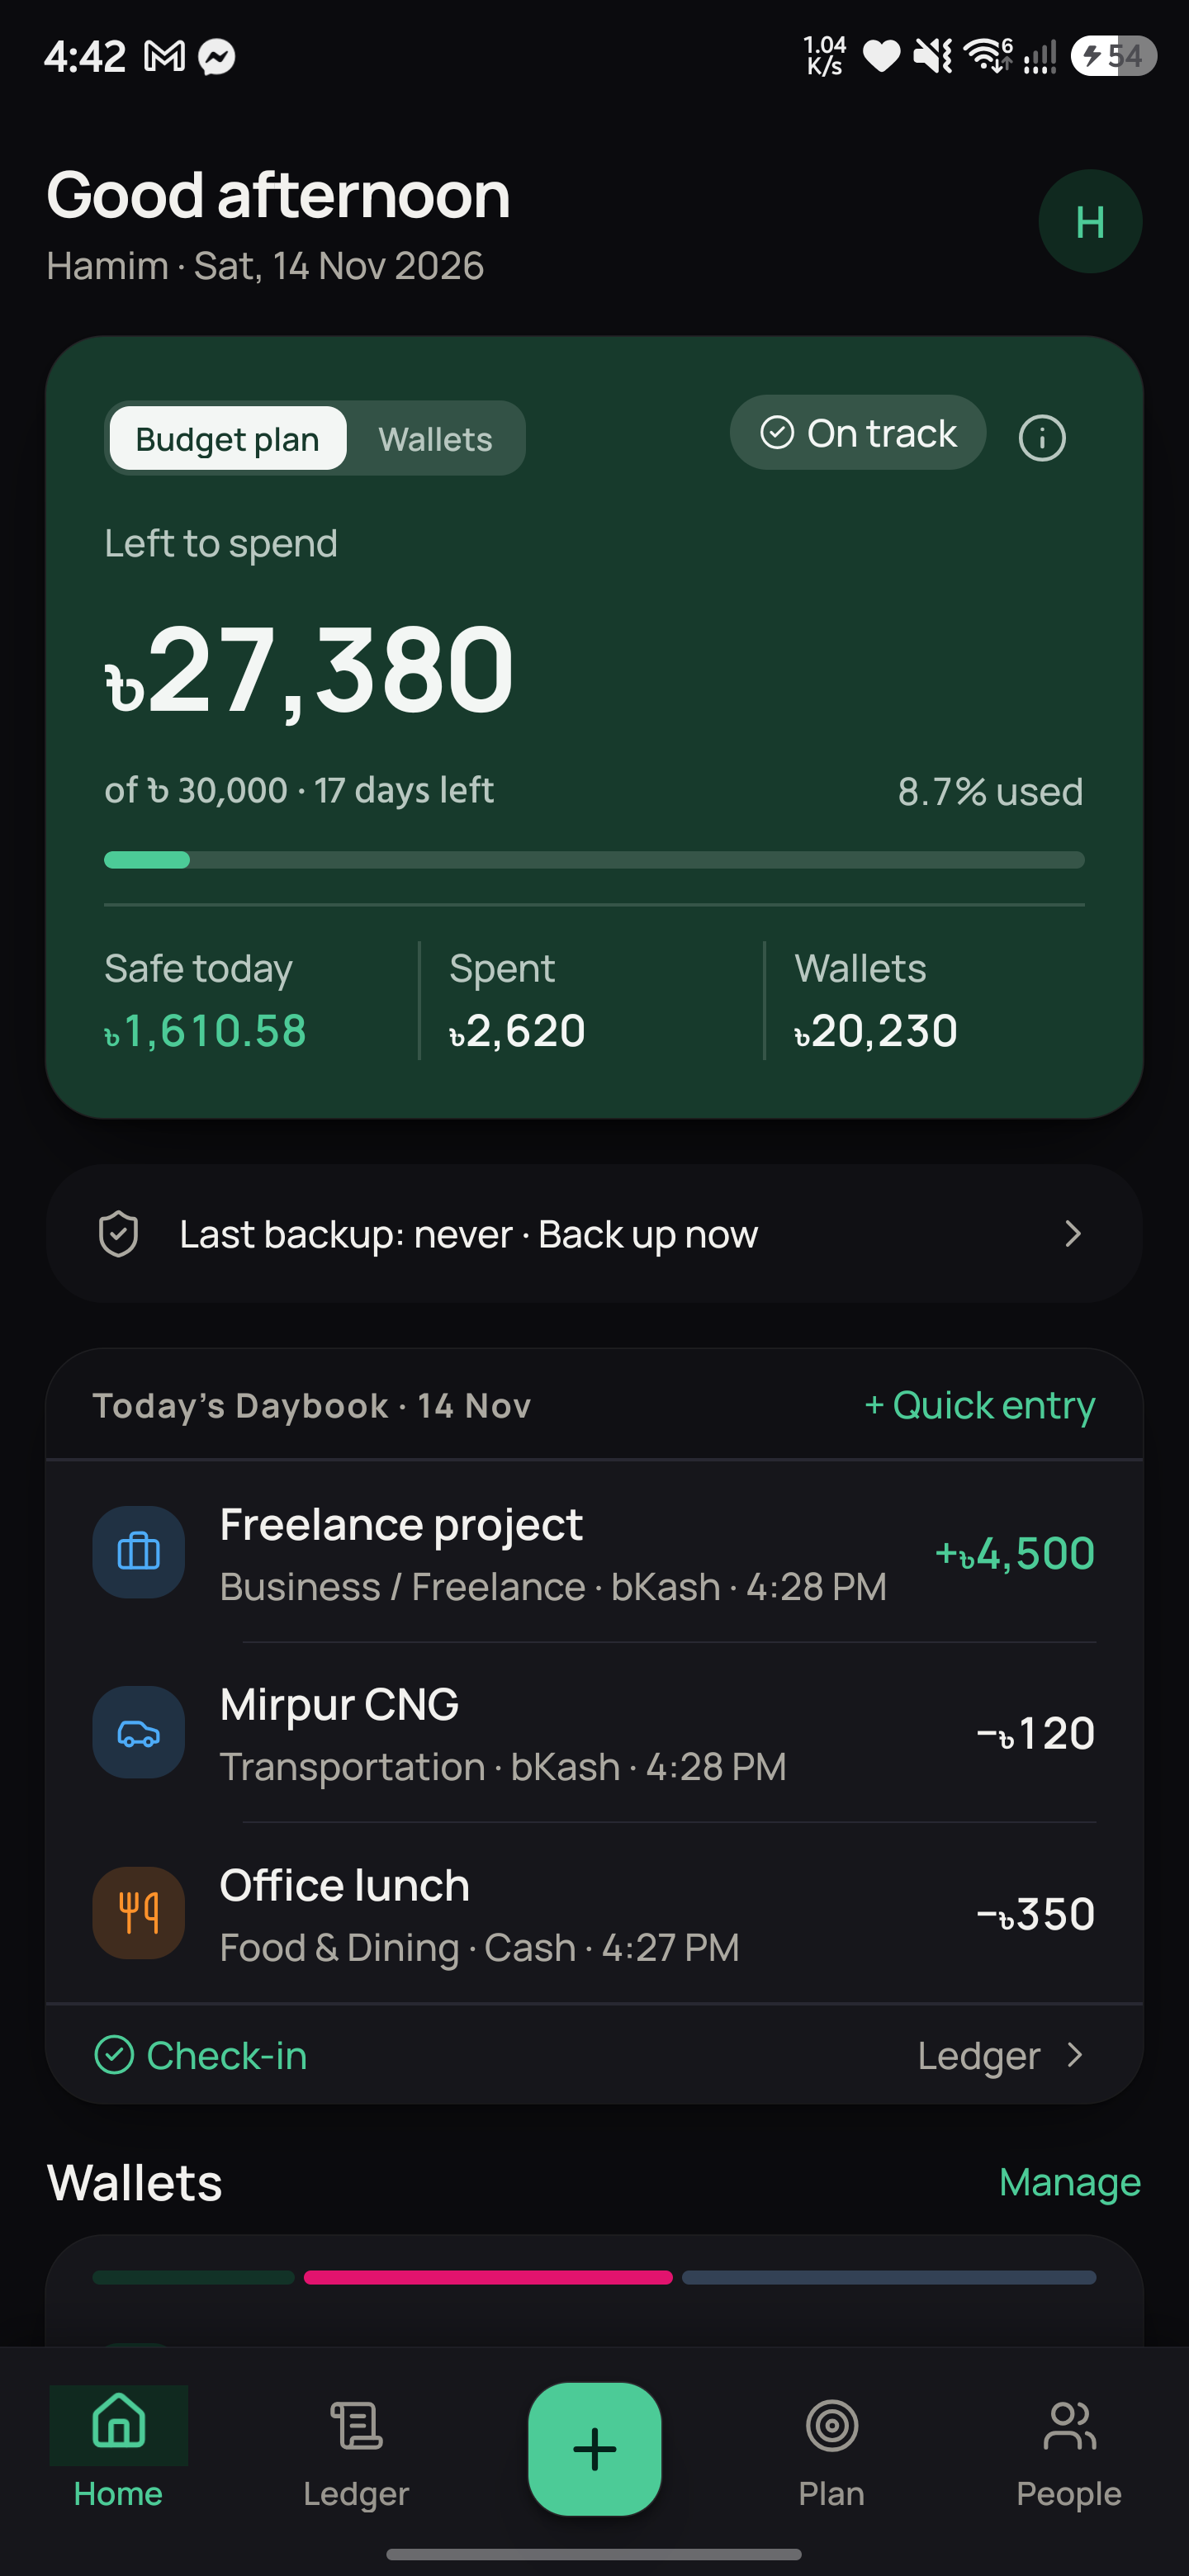 4:42
1.04 K/s
6
54
Good afternoon
Hamim · Sat, 14 Nov 2026
H
Budget plan
Wallets
On track
Left to spend
৳27,380
of ৳ 30,000 · 17 days left
8.7% used
Safe today
Spent
Wallets
৳1,610.58
৳2,620
৳20,230
Last backup: never · Back up now
Today's Daybook · 14 Nov
+ Quick entry
Freelance project
Business / Freelance · bKash · 4:28 PM
+৳4,500
Mirpur CNG
Transportation · bKash · 4:28 PM
−৳120
Office lunch
Food & Dining · Cash · 4:27 PM
−৳350
Check-in
Ledger
Wallets
Manage
Home
Ledger
Plan
People